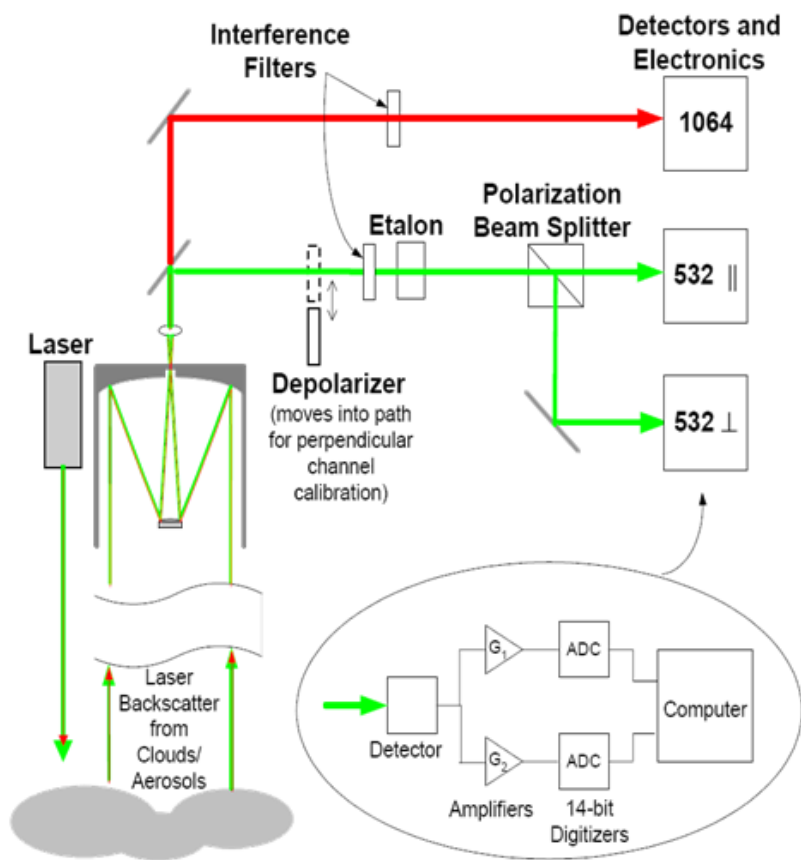 Interference
Filters
Detectors and
Electronics
1064
Polarization
Beam Splitter
Etalon
532 ||
Laser
Depolarizer
(moves into path
for perpendicular
channel
calibration)
532 ⊥
Laser
Backscatter
from
Clouds/
Aerosols
G₁
ADC
Computer
Detector
G₂
ADC
Amplifiers
14-bit
Digitizers